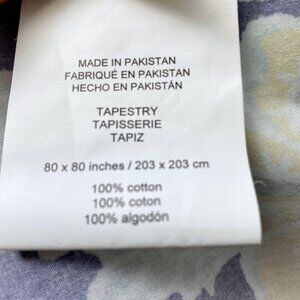 MADE IN PAKISTAN
FABRIQUÉ EN PAKISTAN
HECHO EN PAKISTÁN
TAPESTRY
TAPISSERIE
TAPIZ
80 x 80 inches / 203 x 203 cm
100% cotton
100% coton
100% algodón